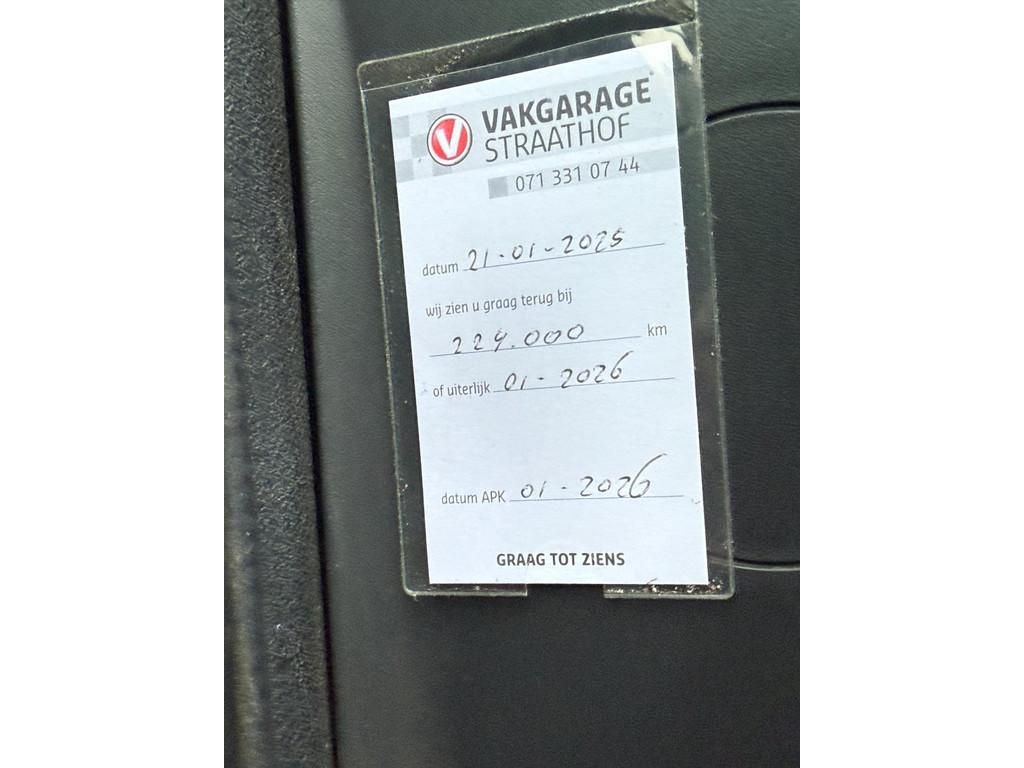 V VAKGARAGE
STRAATHOF
071 331 07 44
datum 21-01-2025
wij zien u graag terug bij
224.000 km
of uiterlijk 01-2026
datum APK 01-2026
GRAAG TOT ZIENS